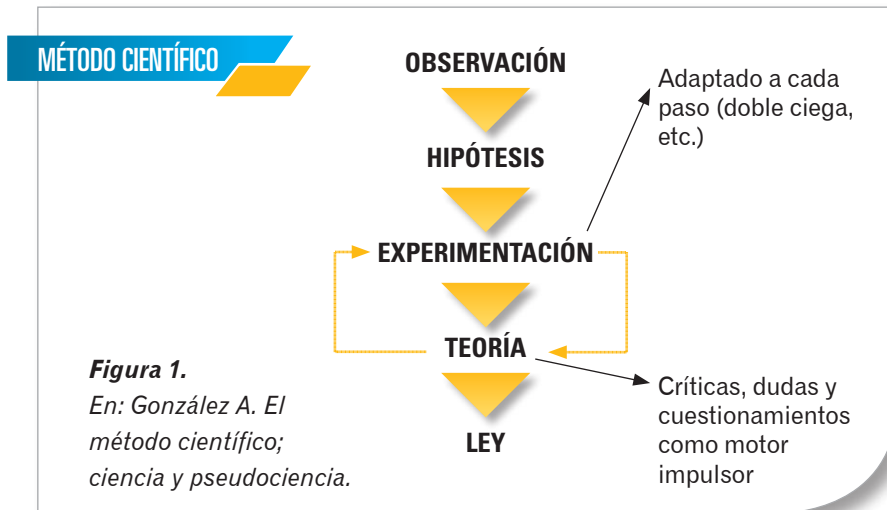 MÉTODO CIENTÍFICO
OBSERVACIÓN
HIPÓTESIS
EXPERIMENTACIÓN
TEORÍA
LEY
Adaptado a cada
paso (doble ciega,
etc.)
Críticas, dudas y
cuestionamientos
como motor
impulsor
Figura 1.
En: González A. El
método científico;
ciencia y pseudociencia.